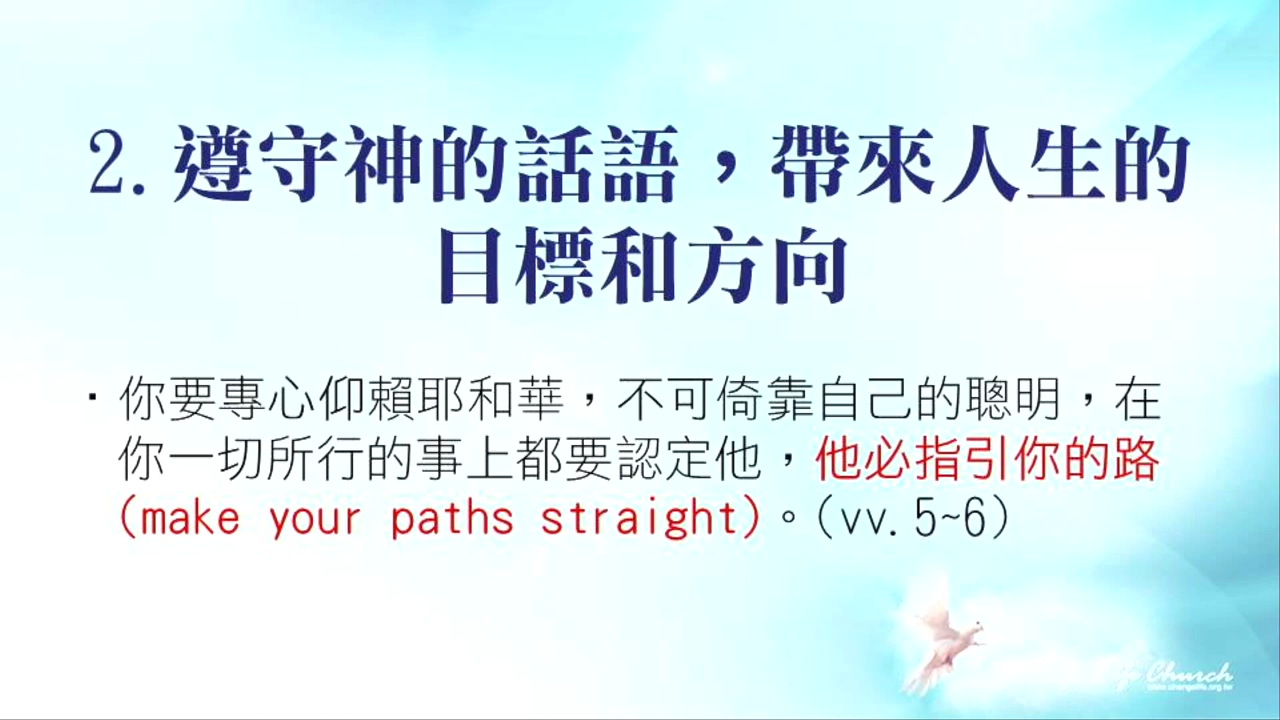 2.遵守神的話語，帶來人生的
目標和方向
·你要專心仰賴耶和華，不可倚靠自己的聰明，在
你一切所行的事上都要認定他，他必指引你的路
(make your paths straight)。(vv.5~6)
Church